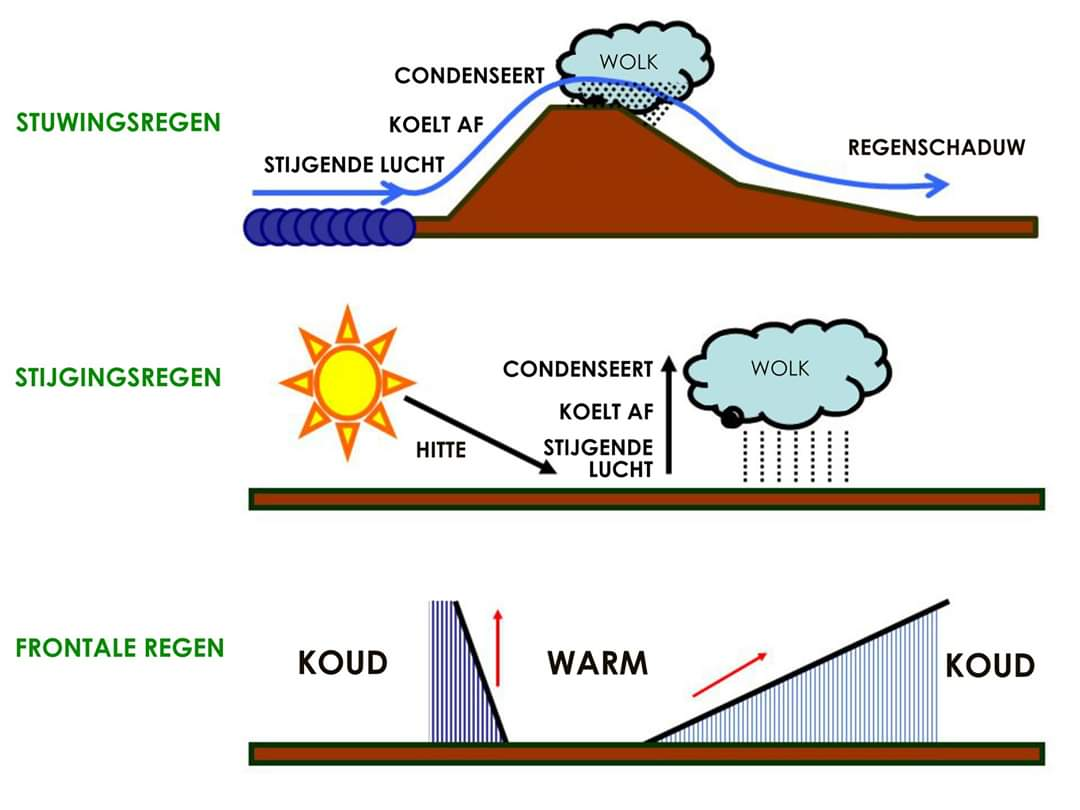 WOLK
CONDENSEERT
STUWINGSREGEN
KOELT AF
REGENSCHADUW
STIJGENDE LUCHT
STIJGINGSREGEN
CONDENSEERT
WOLK
KOELT AF
HITTE
STIJGENDE
LUCHT
FRONTALE REGEN
KOUD
WARM
KOUD